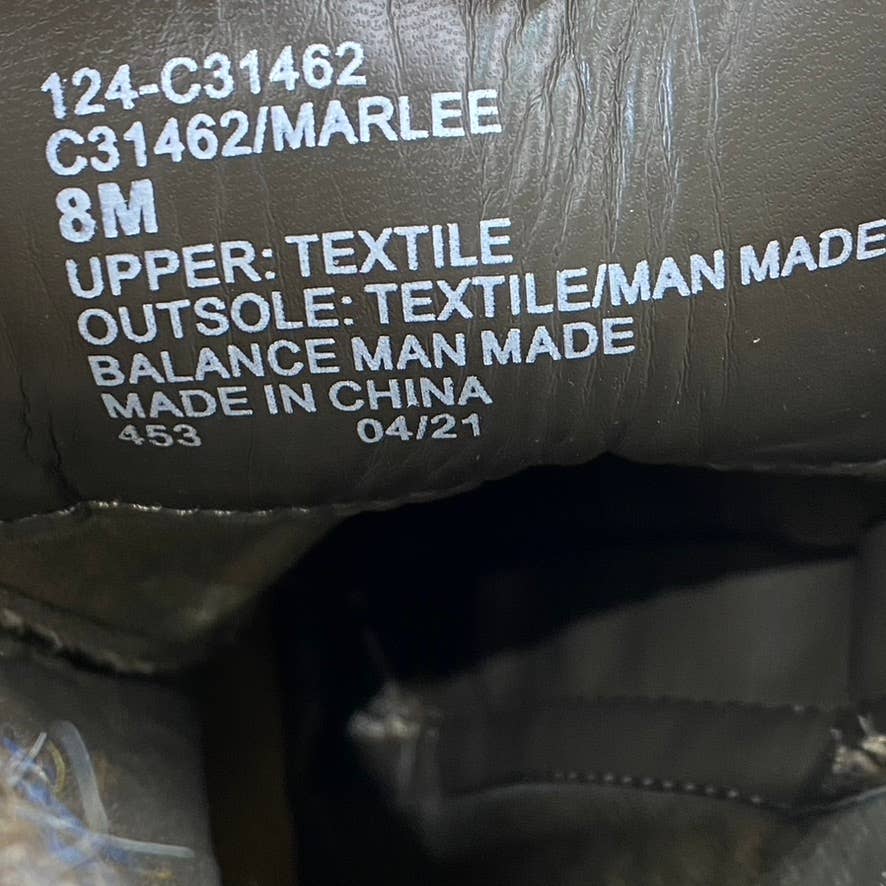 124-C31462
C31462/MARLEE
8M
UPPER: TEXTILE
OUTSOLE: TEXTILE/MAN MADE
BALANCE MAN MADE
MADE IN CHINA
453 04/21